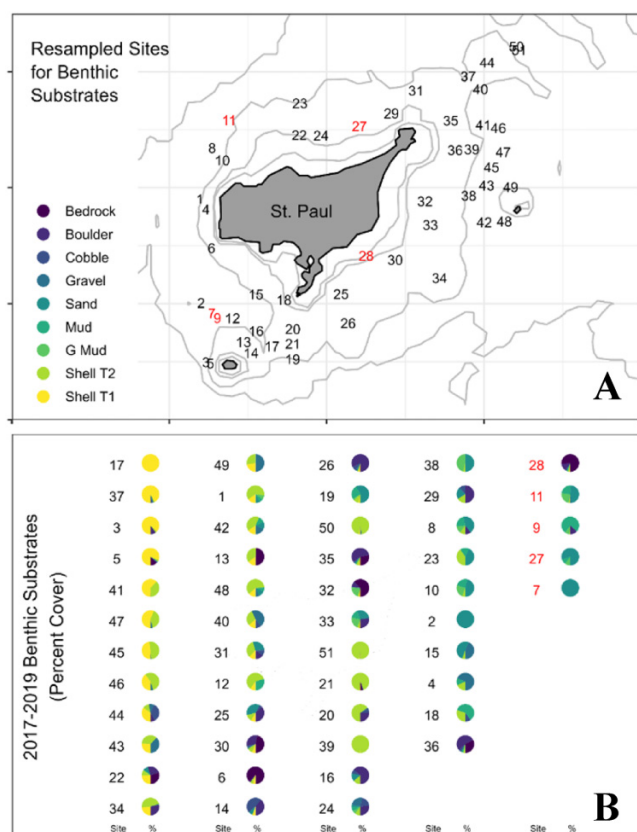 Resampled Sites
for Benthic
Substrates
50
51
44
37
40
31
23
29
11
27
35
41
46
22
24
8
36
39
47
10
45
43
49
1
4
St. Paul
32
38
33
42
48
6
28
30
34
15
18
25
2
7
9
12
26
16
20
13
17
21
14
19
3
5
Bedrock
Boulder
Cobble
Gravel
Sand
Mud
G Mud
Shell T2
Shell T1
A
2017-2019 Benthic Substrates
(Percent Cover)
17 49 26 38 28
37 1 19 29 11
3 42 50 8 9
5 13 35 23 27
41 48 32 10 7
47 40 33 2
45 31 51 15
46 12 21 4
44 25 20 18
43 30 39 36
22 6 16
34 14 24
Site % Site % Site % Site % Site %
B